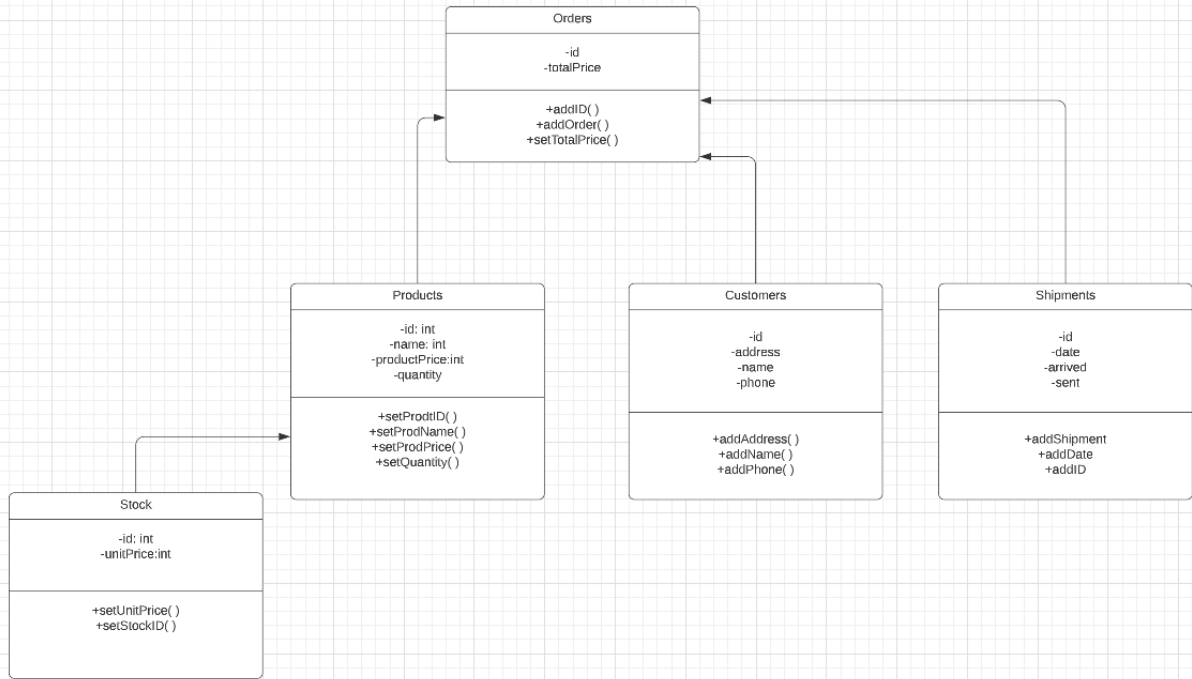 Orders
-id
-totalPrice
+addID( )
+addOrder( )
+setTotalPrice( )
Products
-id: int
-name: int
-productPrice:int
-quantity
+setProdtID( )
+setProdName( )
+setProdPrice( )
+setQuantity( )
Customers
-id
-address
-name
-phone
+addAddress( )
+addName( )
+addPhone( )
Shipments
-id
-date
-arrived
-sent
+addShipment
+addDate
+addID
Stock
-id: int
-unitPrice:int
+setUnitPrice( )
+setStockID( )